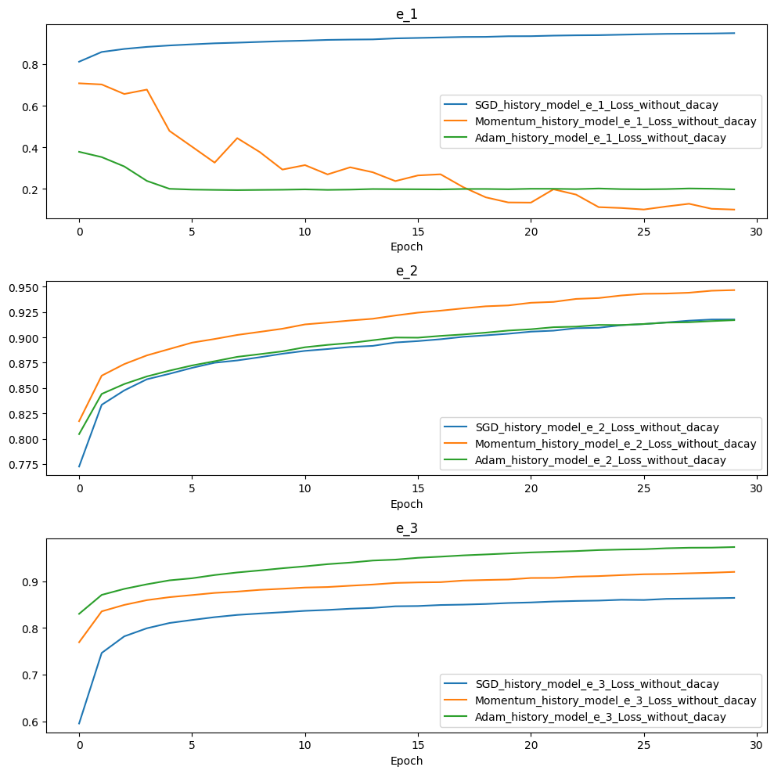 e_1
0.8
0.6
0.4
0.2
SGD_history_model_e_1_Loss_without_dacay
Momentum_history_model_e_1_Loss_without_dacay
Adam_history_model_e_1_Loss_without_dacay
0 5 10 15 20 25 30
Epoch
e_2
0.950
0.925
0.900
0.875
0.850
0.825
0.800
0.775
SGD_history_model_e_2_Loss_without_dacay
Momentum_history_model_e_2_Loss_without_dacay
Adam_history_model_e_2_Loss_without_dacay
0 5 10 15 20 25 30
Epoch
e_3
0.9
0.8
0.7
0.6
SGD_history_model_e_3_Loss_without_dacay
Momentum_history_model_e_3_Loss_without_dacay
Adam_history_model_e_3_Loss_without_dacay
0 5 10 15 20 25 30
Epoch